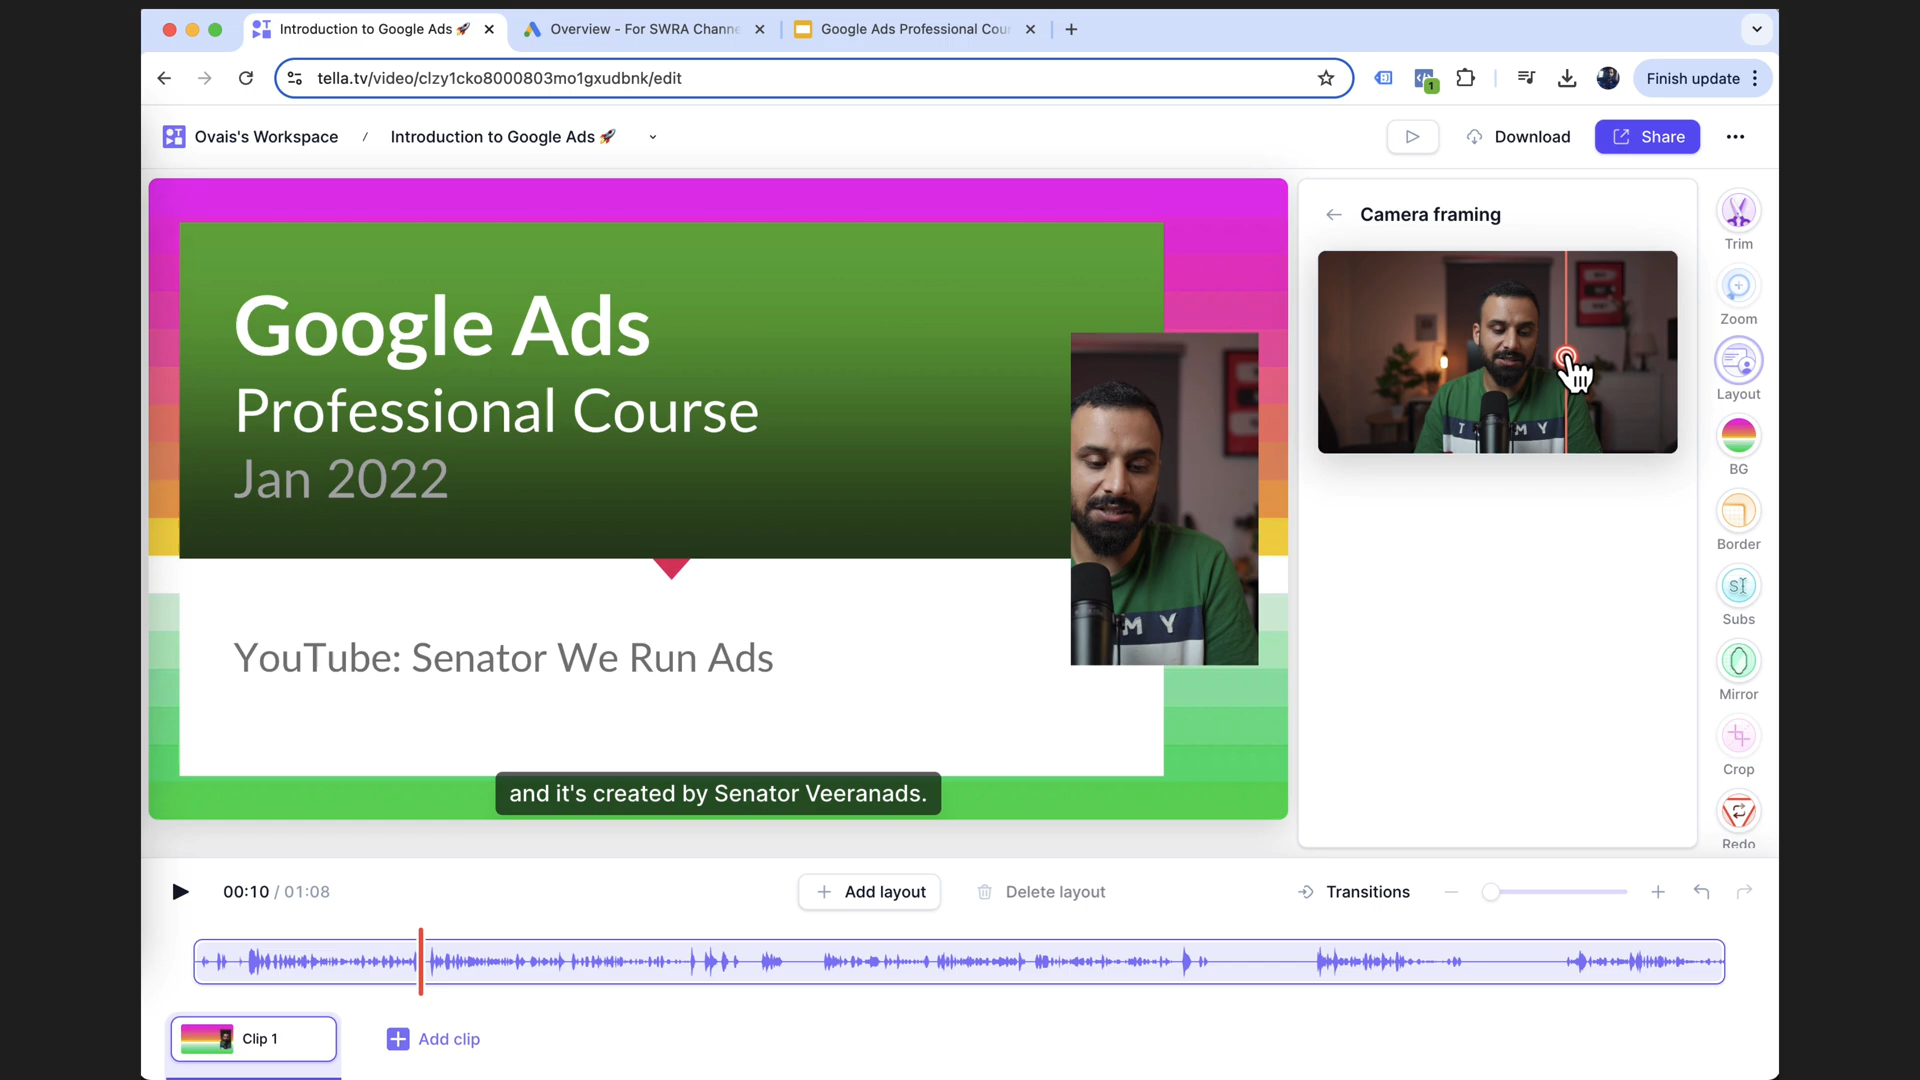 Introduction to Google Ads 🚀
Overview - For SWRA Channe
Google Ads Professional Cou
tella.tv/video/clzy1cko8000803mo1gxudbnk/edit
1
Finish update
Ovais's Workspace / Introduction to Google Ads 🚀
Download
Share
Google Ads
Professional Course
Jan 2022
YouTube: Senator We Run Ads
M Y
and it's created by Senator Veeranads.
Camera framing
T M M Y
Trim
Zoom
Layout
BG
Border
Subs
Mirror
Crop
Redo
00:10 / 01:08
Add layout
Delete layout
Transitions
Clip 1
Add clip